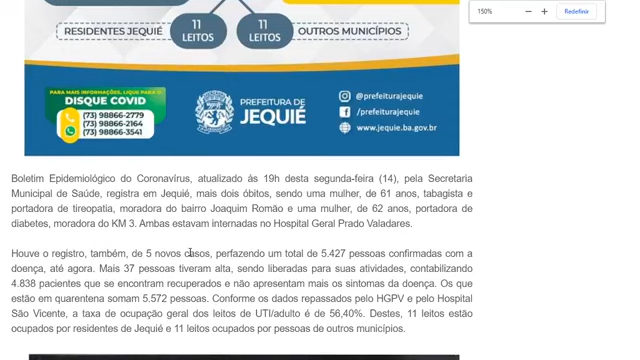 150%
Redefinir
RESIDENTES JEQUIÉ
11
LEITOS
11
LEITOS
OUTROS MUNICÍPIOS
PARA MAIS INFORMAÇÕES, LIGUE PARA O
DISQUE COVID
(73) 98866-2779
(73) 98866-2164
(73) 98866-3541
PREFEITURA DE
JEQUIÉ
@prefeiturajequie
/prefeiturajequie
www.jequie.ba.gov.br
Boletim Epidemiológico do Coronavírus, atualizado às 19h desta segunda-feira (14), pela Secretaria
Municipal de Saúde, registra em Jequié, mais dois óbitos, sendo uma mulher, de 61 anos, tabagista e
portadora de tireopatia, moradora do bairro Joaquim Romão e uma mulher, de 62 anos, portadora de
diabetes, moradora do KM 3. Ambas estavam internadas no Hospital Geral Prado Valadares.
Houve o registro, também, de 5 novos casos, perfazendo um total de 5.427 pessoas confirmadas com a
doença, até agora. Mais 37 pessoas tiveram alta, sendo liberadas para suas atividades, contabilizando
4.838 pacientes que se encontram recuperados e não apresentam mais os sintomas da doença. Os que
estão em quarentena somam 5.572 pessoas. Conforme os dados repassados pelo HGPV e pelo Hospital
São Vicente, a taxa de ocupação geral dos leitos de UTI/adulto é de 56,40%. Destes, 11 leitos estão
ocupados por residentes de Jequié e 11 leitos ocupados por pessoas de outros municípios.